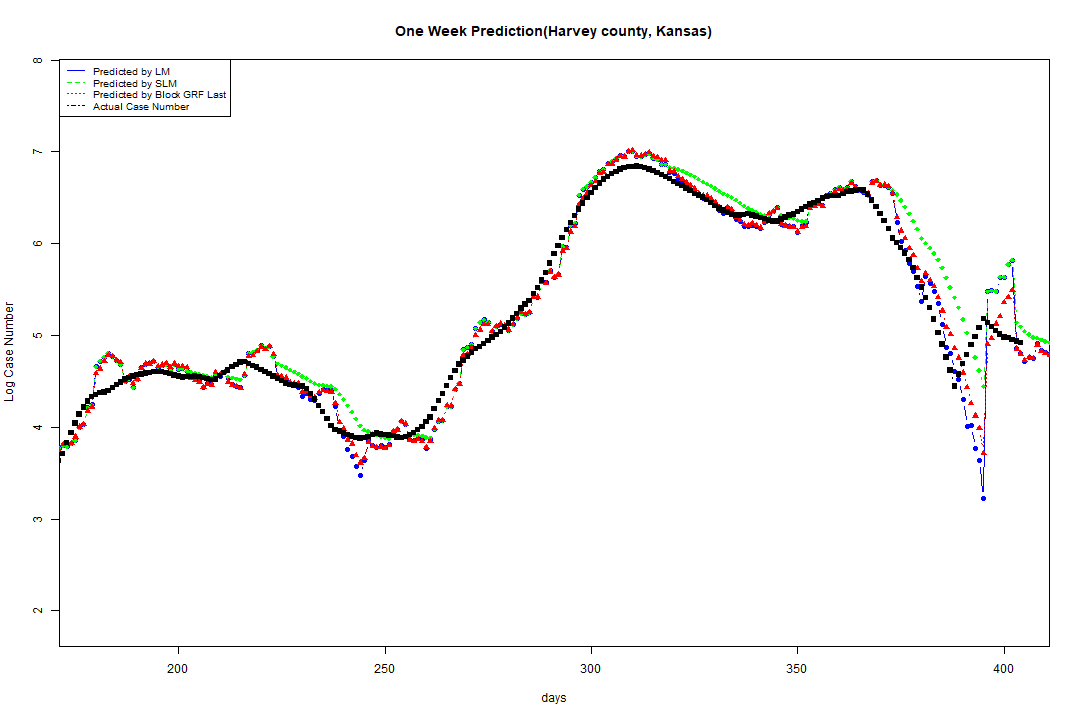 One Week Prediction(Harvey county, Kansas)
Predicted by LM
Predicted by SLM
Predicted by Block GRF Last
Actual Case Number
8
7
6
5
4
3
2
Log Case Number
200 250 300 350 400
days